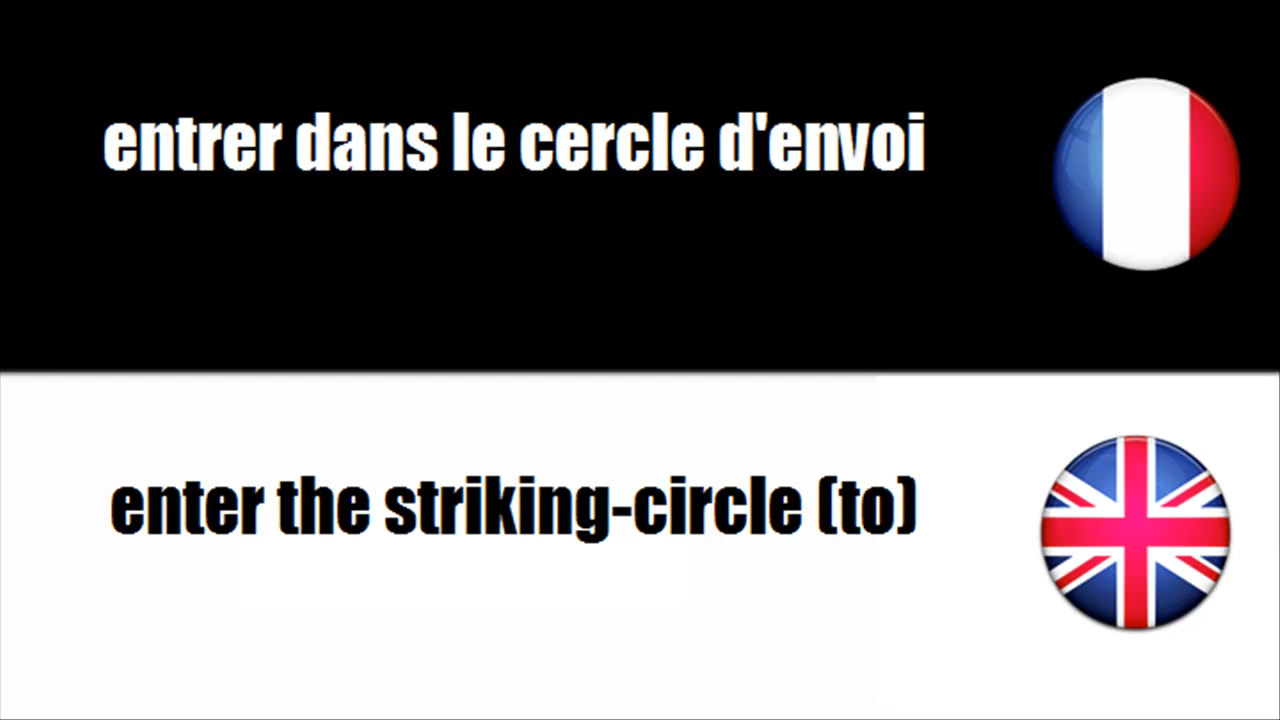 entrer dans le cercle d'envoi
enter the striking-circle (to)